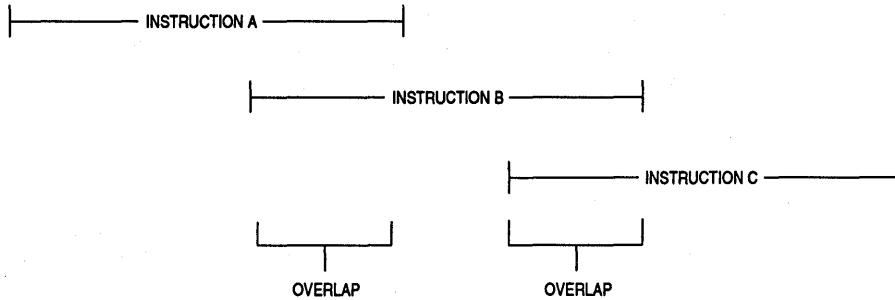 INSTRUCTION A
INSTRUCTION B
INSTRUCTION C
OVERLAP
OVERLAP